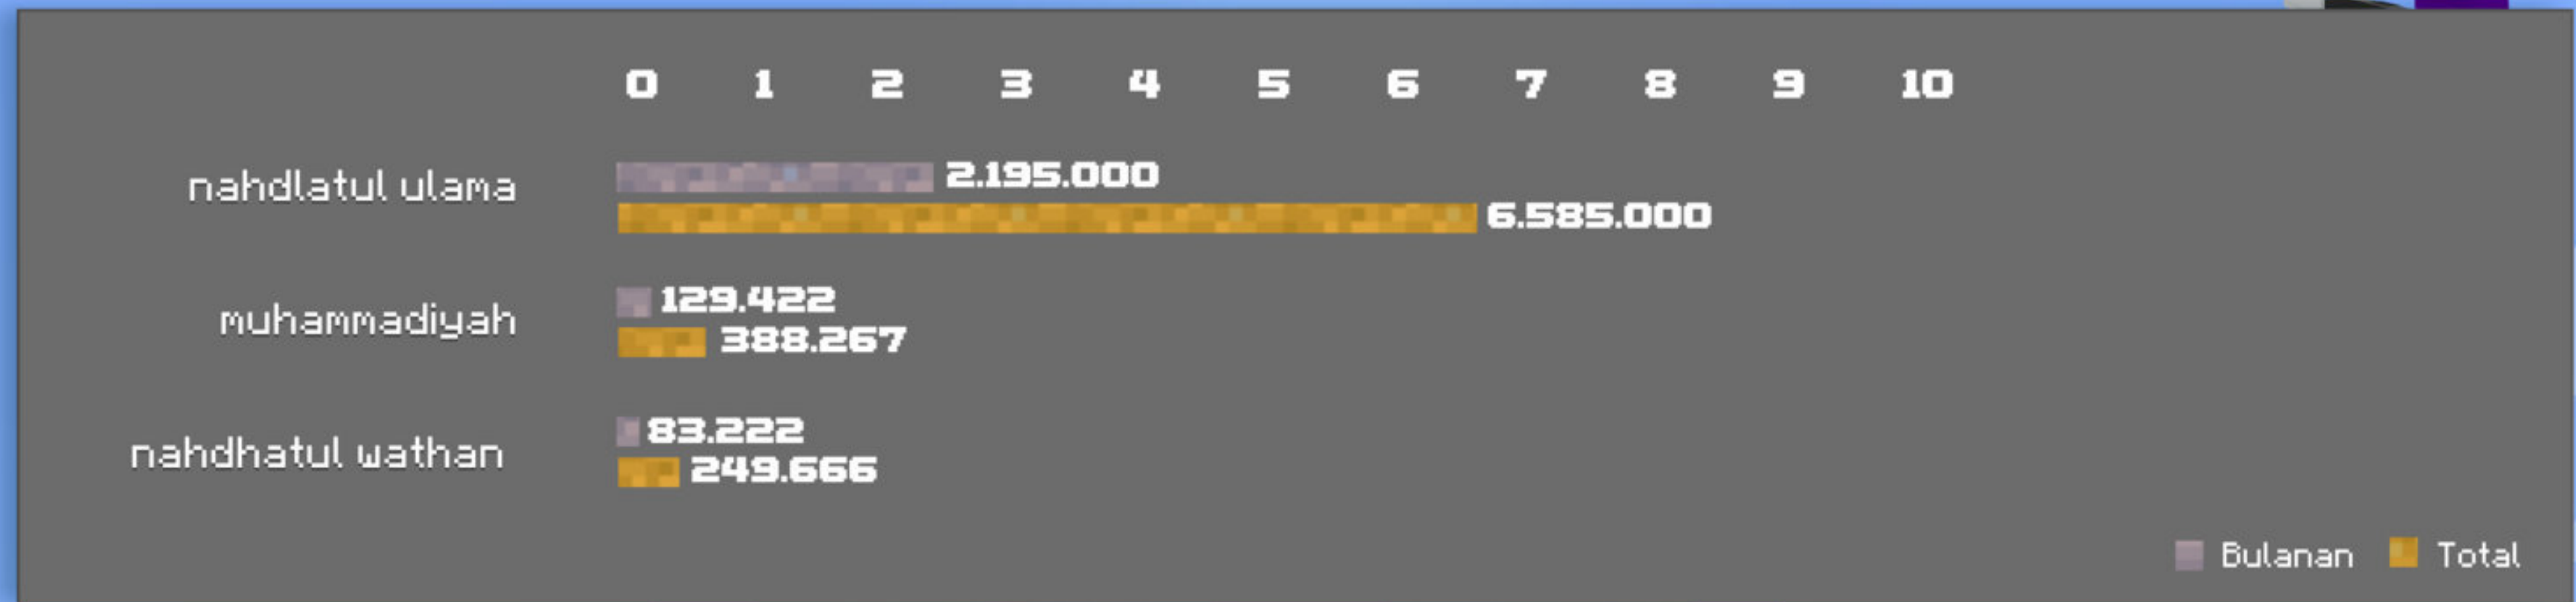 0 1 2 3 4 5 6 7 8 9 10
nahdlatul ulama
2.195.000
6.585.000
muhammadiyah
129.422
388.267
nahdhatul wathan
83.222
249.666
Bulanan Total